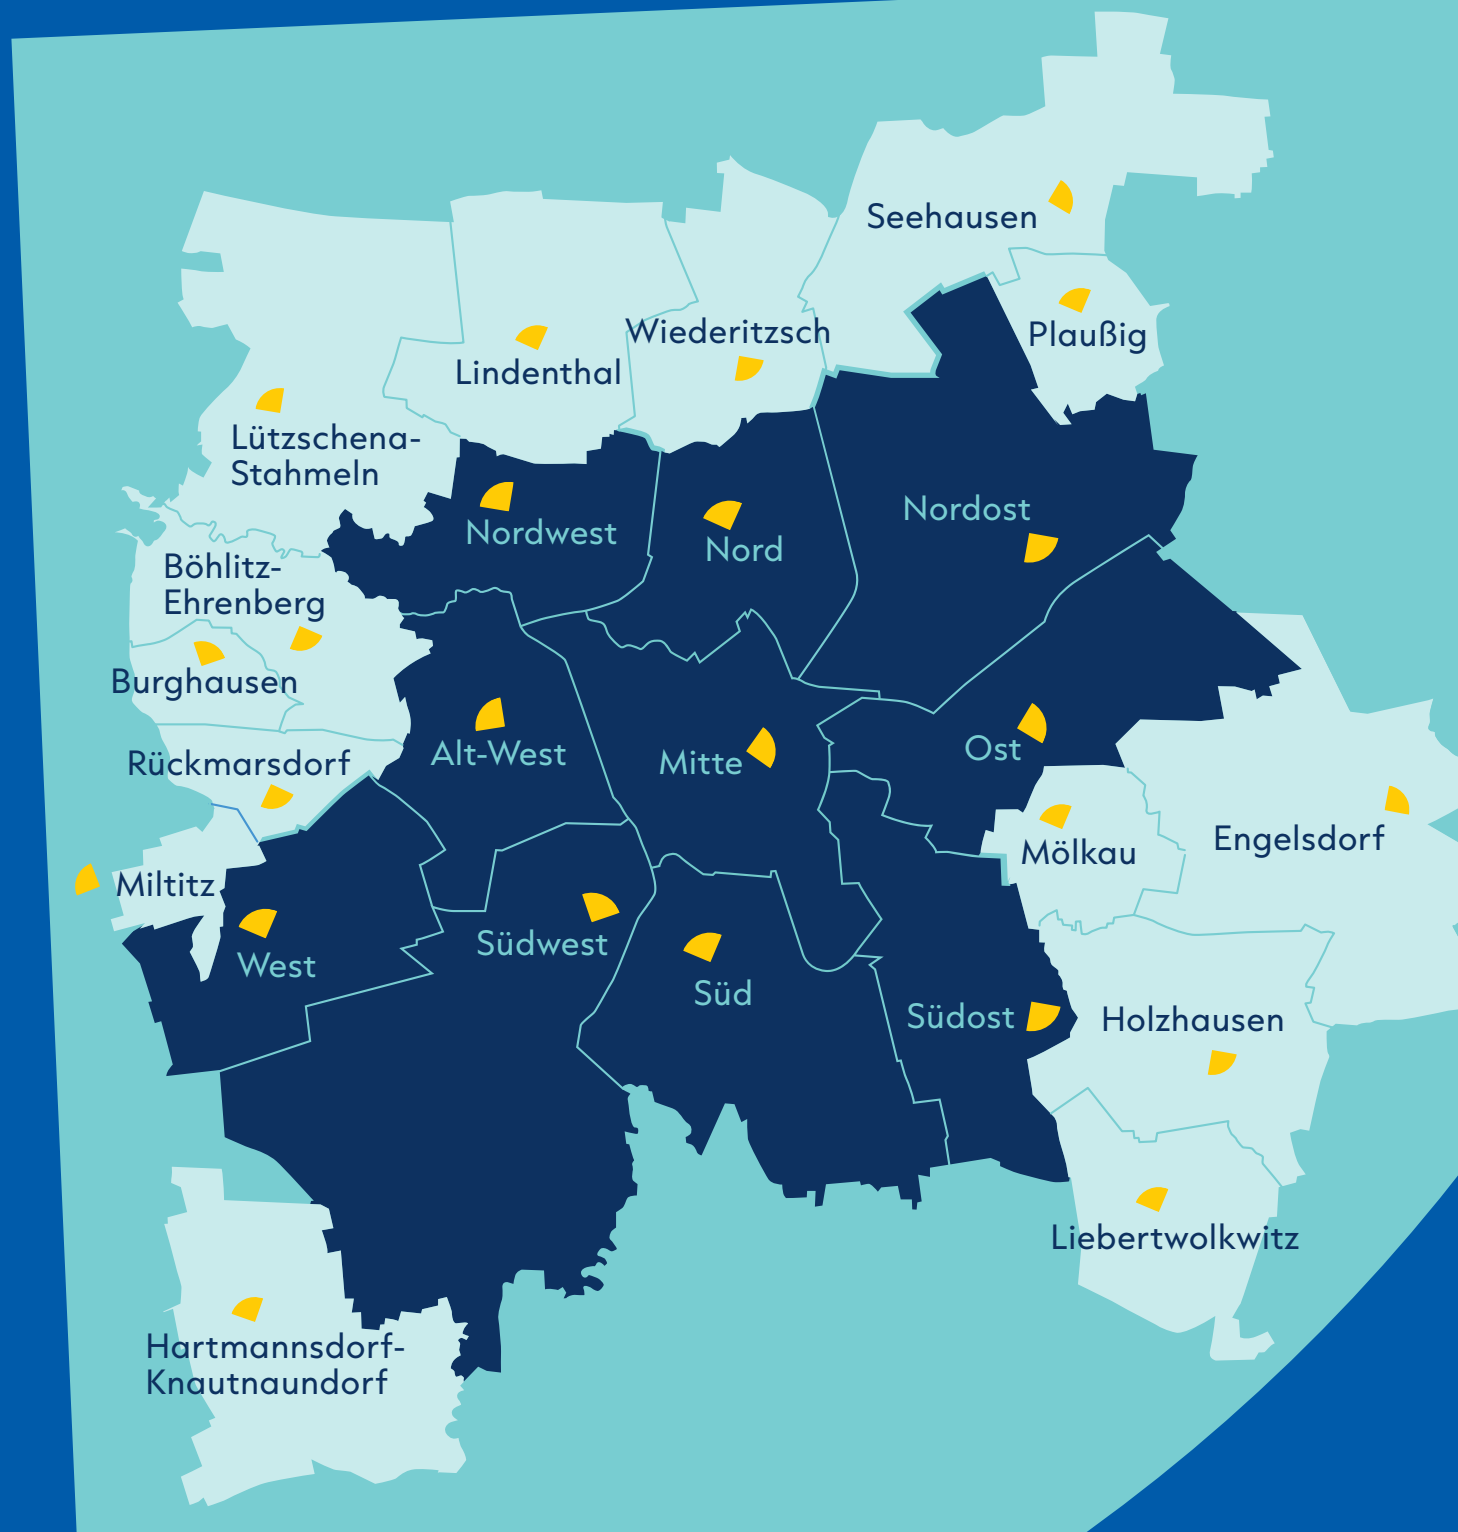 Seehausen
Plaußig
Wiederitzsch
Lindenthal
Lützschena-
Stahmeln
Nordwest
Nord
Nordost
Böhlitz-
Ehrenberg
Burghausen
Rückmarsdorf
Alt-West
Mitte
Ost
Mölkau
Engelsdorf
Miltitz
West
Südwest
Süd
Südost
Holzhausen
Liebertwolkwitz
Hartmannsdorf-
Knautnaundorf